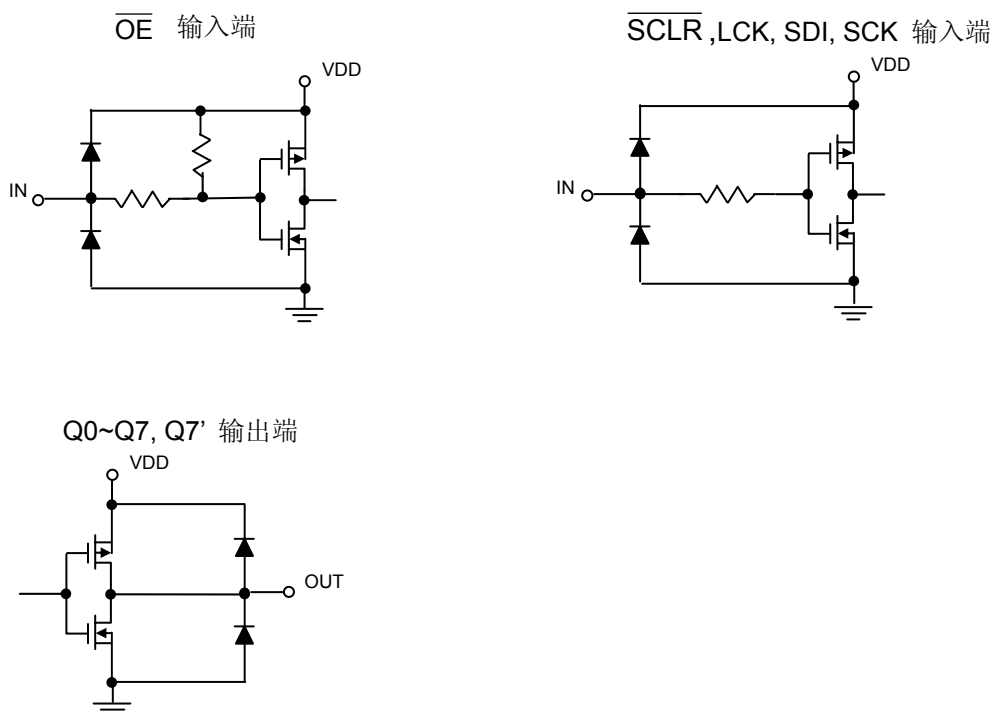 OE 输入端
VDD
IN
SCLR ,LCK, SDI, SCK 输入端
VDD
IN
Q0~Q7, Q7’ 输出端
VDD
OUT